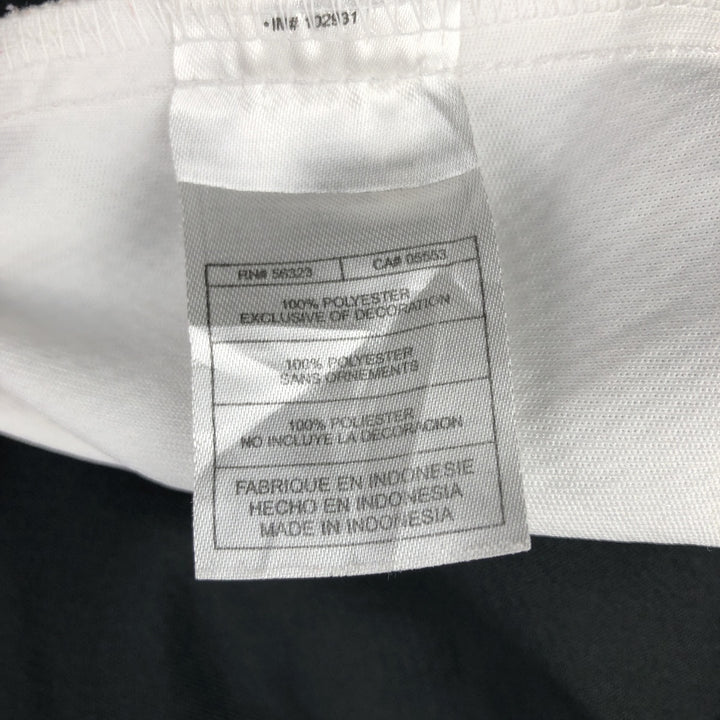 •IN# 102931
RN# 56323 CA# 05553
100% POLYESTER
EXCLUSIVE OF DECORATION
100% POLYESTER
SANS ORNEMENTS
100% POLIESTER
NO INCLUYE LA DECORACION
FABRIQUE EN INDONESIE
HECHO EN INDONESIA
MADE IN INDONESIA